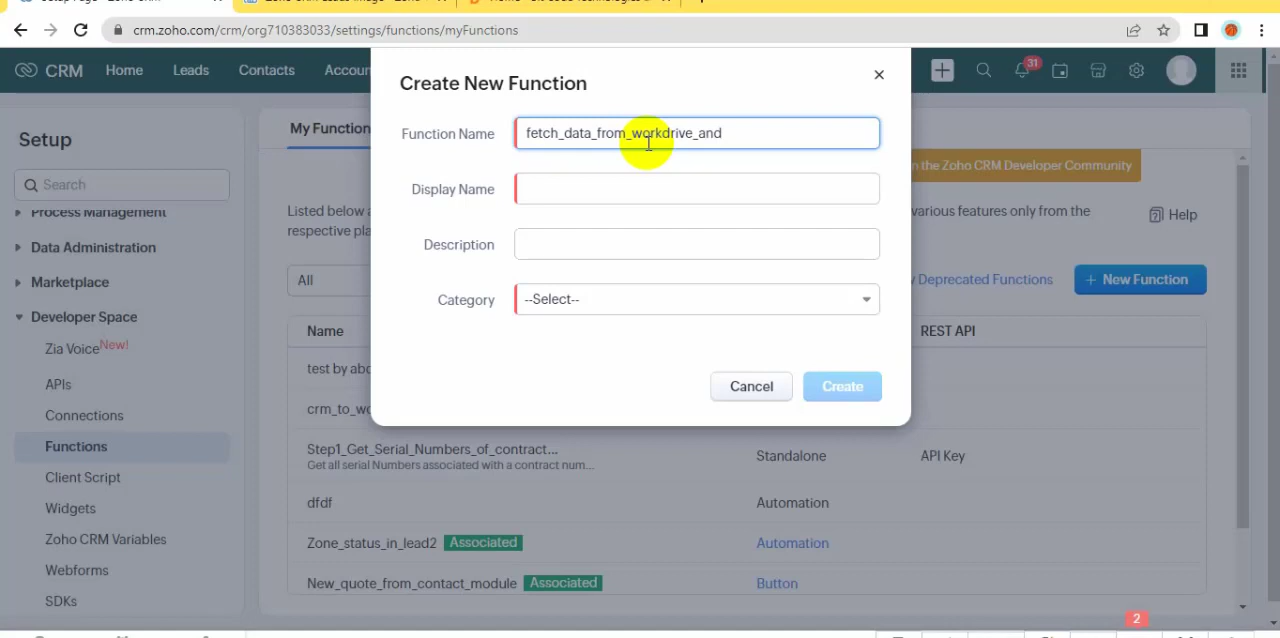 crm.zoho.com/crm/org710383033/settings/functions/myFunctions
CRM
Home
Leads
Contacts
Accoun
31
Setup
Search
Process Management
Data Administration
Marketplace
Developer Space
Zia Voice New!
APIs
Connections
Functions
Client Script
Widgets
Zoho CRM Variables
Webforms
SDKs
My Function
n the Zoho CRM Developer Community
Listed below a
various features only from the
respective pla
Help
All
Deprecated Functions
+ New Function
Name
REST API
test by abo
crm_to_wo
Step1_Get_Serial_Numbers_of_contract...
Get all serial Numbers associated with a contract num...
Standalone
API Key
dfdf
Automation
Zone_status_in_lead2 Associated
Automation
New_quote_from_contact_module Associated
Button
Create New Function
Function Name
fetch_data_from_workdrive_and
Display Name
Description
Category
--Select--
Cancel
Create
2